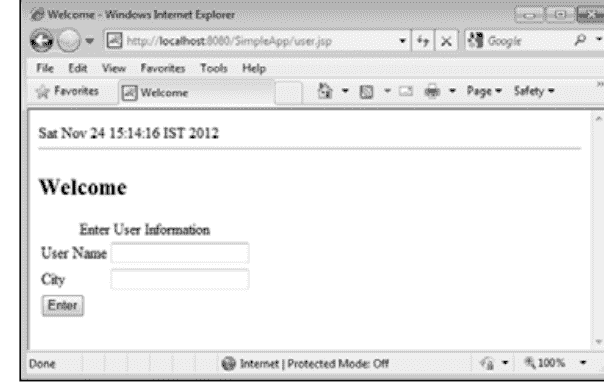 Welcome - Windows Internet Explorer
http://localhost:8080/SimpleApp/user.jsp
Google
File Edit View Favorites Tools Help
Favorites Welcome Page Safety
Sat Nov 24 15:14:16 IST 2012
Welcome
Enter User Information
User Name
City
Enter
Done Internet | Protected Mode: Off 100%